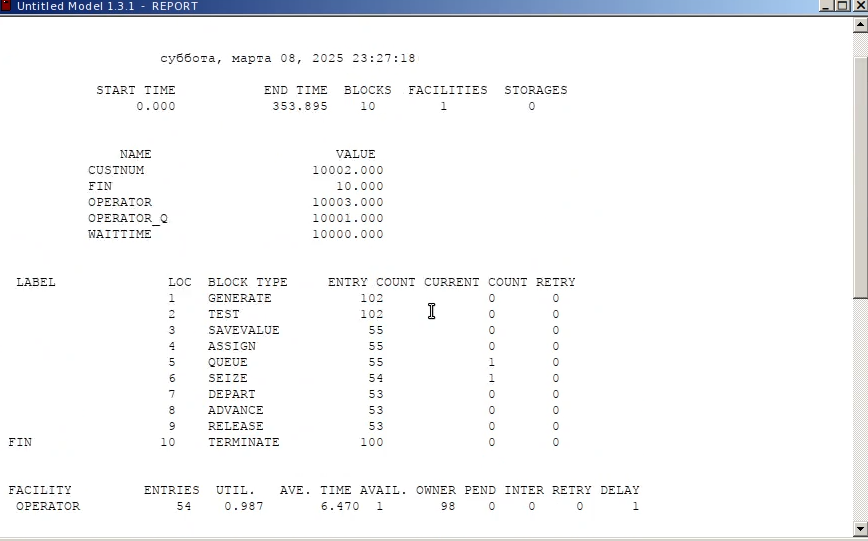 Untitled Model 1.3.1 - REPORT
суббота, марта 08, 2025 23:27:18
START TIME END TIME BLOCKS FACILITIES STORAGES
0.000 353.895 10 1 0
NAME VALUE
CUSTNUM 10002.000
FIN 10.000
OPERATOR 10003.000
OPERATOR_Q 10001.000
WAITTIME 10000.000
LABEL LOC BLOCK TYPE ENTRY COUNT CURRENT COUNT RETRY
1 GENERATE 102 0 0
2 TEST 102 0 0
3 SAVEVALUE 55 0 0
4 ASSIGN 55 0 0
5 QUEUE 55 1 0
6 SEIZE 54 1 0
7 DEPART 53 0 0
8 ADVANCE 53 0 0
9 RELEASE 53 0 0
FIN 10 TERMINATE 100 0 0
FACILITY ENTRIES UTIL. AVE. TIME AVAIL. OWNER PEND INTER RETRY DELAY
OPERATOR 54 0.987 6.470 1 98 0 0 0 1